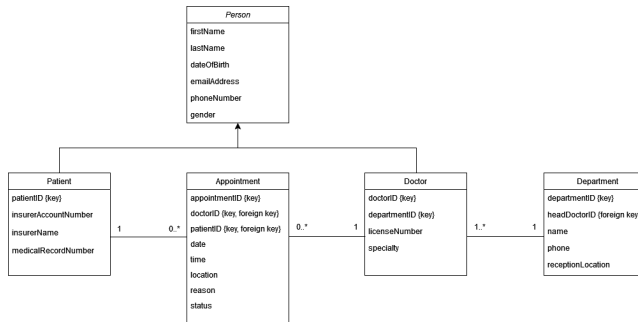 Person
firstName
lastName
dateOfBirth
emailAddress
phoneNumber
gender
Patient
patientID {key}
insurerAccountNumber
insurerName
medicalRecordNumber
1
0..*
Appointment
appointmentID {key}
doctorID {key, foreign key}
patientID {key, foreign key}
date
time
location
reason
status
0..*
1
Doctor
doctorID {key}
departmentID {key}
licenseNumber
specialty
1..*
1
Department
departmentID {key}
headDoctorID (foreign key
name
phone
receptionLocation